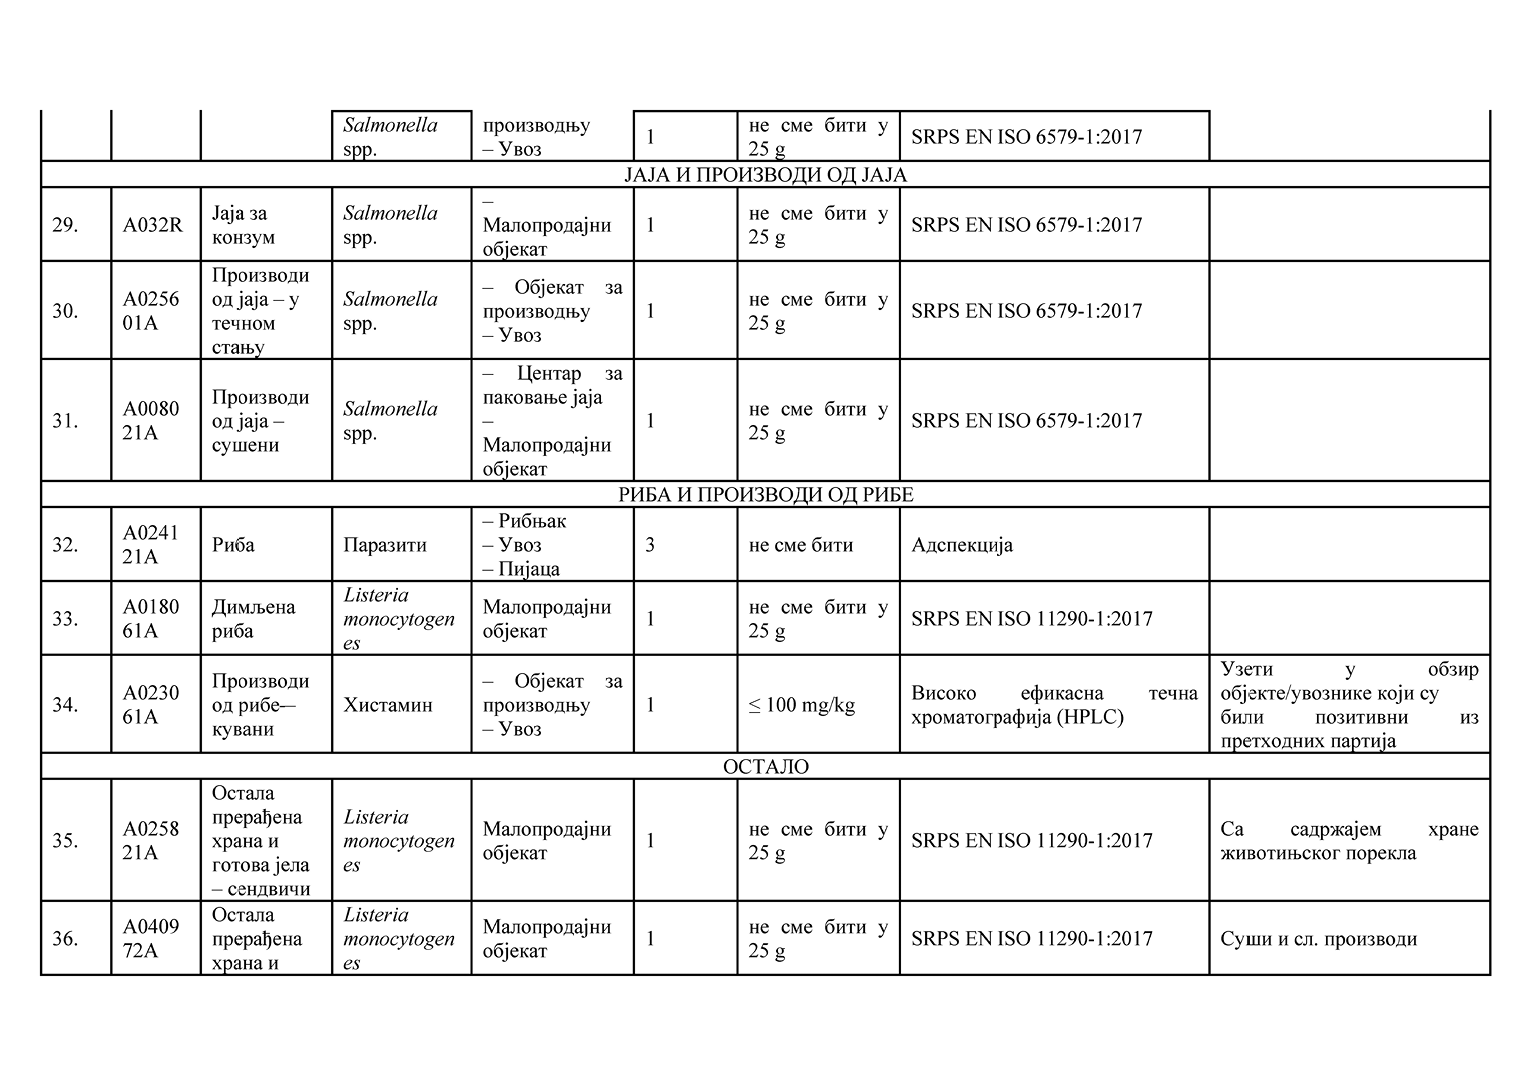 Salmonella
spp.
производњу
– Увоз
1
не сме бити у
25 g
SRPS EN ISO 6579-1:2017
ЈАЈА И ПРОИЗВОДИ ОД ЈАЈА
29.
A032R
Јаја за
конзум
Salmonella
spp.
–
Малопродајни
објекат
1
не сме бити у
25 g
SRPS EN ISO 6579-1:2017
30.
A0256
01A
Производи
од јаја – у
течном
стању
Salmonella
spp.
– Објекат за
производњу
– Увоз
1
не сме бити у
25 g
SRPS EN ISO 6579-1:2017
31.
A0080
21A
Производи
од јаја –
сушени
Salmonella
spp.
– Центар за
паковање јаја
–
Малопродајни
објекат
1
не сме бити у
25 g
SRPS EN ISO 6579-1:2017
РИБА И ПРОИЗВОДИ ОД РИБЕ
32.
A0241
21A
Риба
Паразити
– Рибњак
– Увоз
– Пијаца
3
не сме бити
Адспекција
33.
A0180
61A
Димљена
риба
Listeria
monocytogen
es
Малопродајни
објекат
1
не сме бити у
25 g
SRPS EN ISO 11290-1:2017
34.
A0230
61A
Производи
од рибе-–
кувани
Хистамин
– Објекат за
производњу
– Увоз
1
≤ 100 mg/kg
Високо ефикасна течна
хроматографија (HPLC)
Узети у обзир
објекте/увознике који су
били позитивни из
претходних партија
ОСТАЛО
35.
A0258
21A
Остала
прерађена
храна и
готова јела
– сендвичи
Listeria
monocytogen
es
Малопродајни
објекат
1
не сме бити у
25 g
SRPS EN ISO 11290-1:2017
Са садржајем хране
животињског порекла
36.
A0409
72A
Остала
прерађена
храна и
Listeria
monocytogen
es
Малопродајни
објекат
1
не сме бити у
25 g
SRPS EN ISO 11290-1:2017
Суши и сл. производи